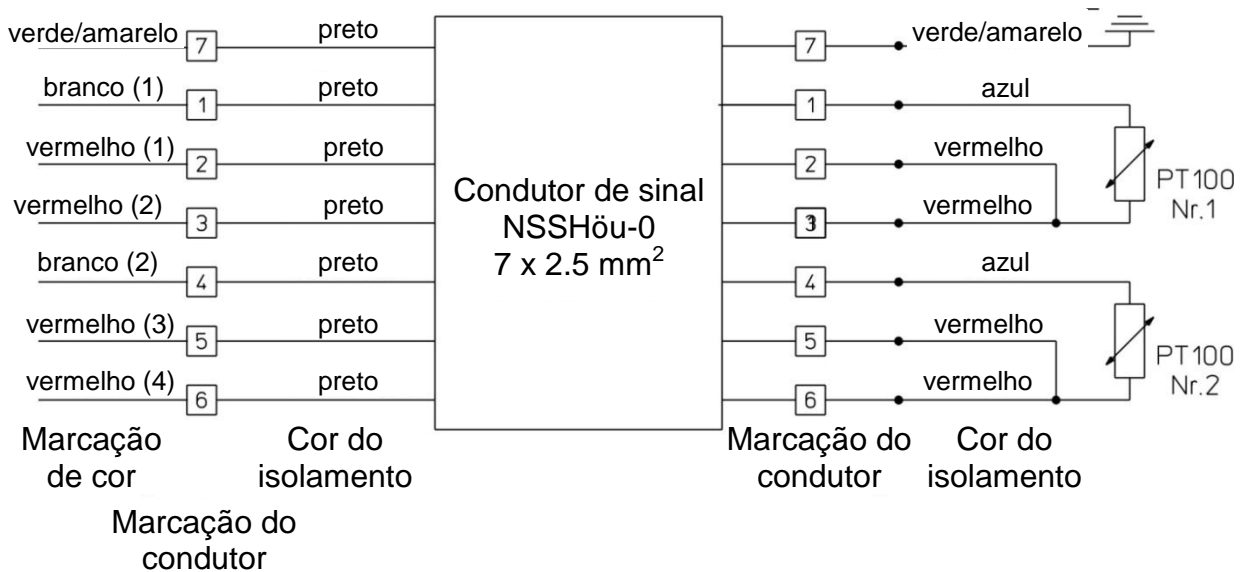 verde/amarelo 7 preto 7 verde/amarelo
branco (1) 1 preto 1 azul
vermelho (1) 2 preto 2 vermelho
vermelho (2) 3 preto 3 vermelho
branco (2) 4 preto 4 azul
vermelho (3) 5 preto 5 vermelho
vermelho (4) 6 preto 6 vermelho
Condutor de sinal
NSSHöu-0
7 x 2.5 mm²
PT100
Nr.1
PT100
Nr.2
Marcação
de cor
Marcação do
condutor
Cor do
isolamento
Marcação do
condutor
Cor do
isolamento